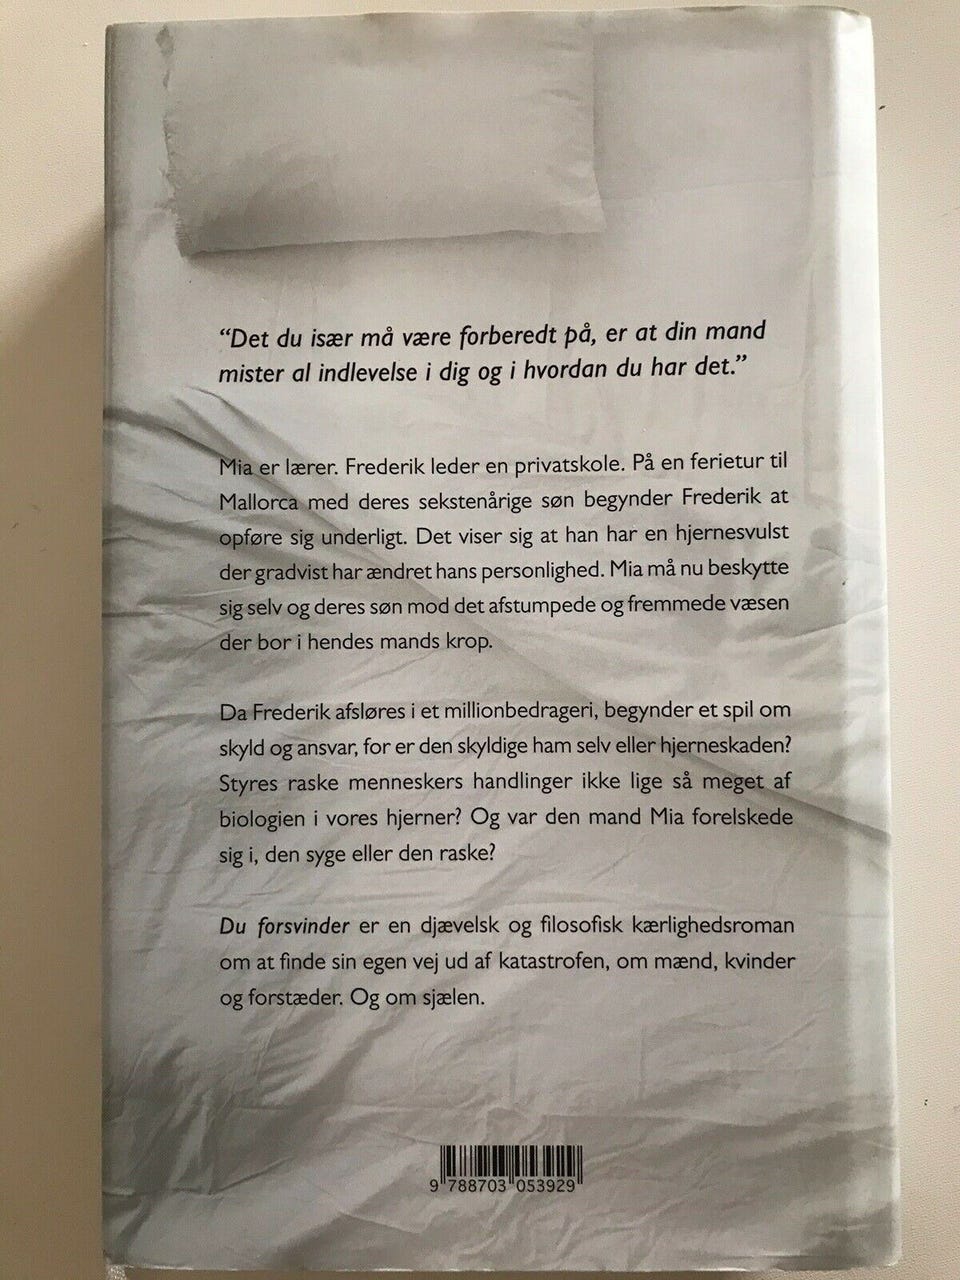 “Det du især må være forberedt på, er at din mand
mister al indlevelse i dig og i hvordan du har det.”
Mia er lærer. Frederik leder en privatskole. På en ferietur til
Mallorca med deres sekstenårige søn begynder Frederik at
opføre sig underligt. Det viser sig at han har en hjernesvulst
der gradvist har ændret hans personlighed. Mia må nu beskytte
sig selv og deres søn mod det afstumpede og fremmede væsen
der bor i hendes mands krop.
Da Frederik afsløres i et millionbedrageri, begynder et spil om
skyld og ansvar, for er den skyldige ham selv eller hjerneskaden?
Styres raske menneskers handlinger ikke lige så meget af
biologien i vores hjerner? Og var den mand Mia forelskede
sig i, den syge eller den raske?
Du forsvinder er en djævelsk og filosofisk kærlighedsroman
om at finde sin egen vej ud af katastrofen, om mænd, kvinder
og forstæder. Og om sjælen.
9 788703 053929